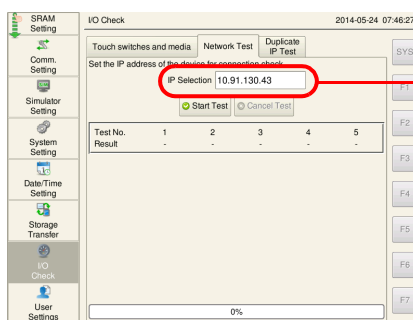 SRAM
Setting
Comm.
Setting
Simulator
Setting
System
Setting
Date/Time
Setting
Storage
Transfer
I/O
Check
User
Settings
I/O Check 2014-05-24 07:46:27
Touch switches and media Network Test Duplicate
IP Test
Set the IP address of the device for connection check
IP Selection 10.91.130.43
Start Test Cancel Test
Test No. 1 2 3 4 5
Result - - - - -
0%
SYS
F1
F2
F3
F4
F5
F6
F7